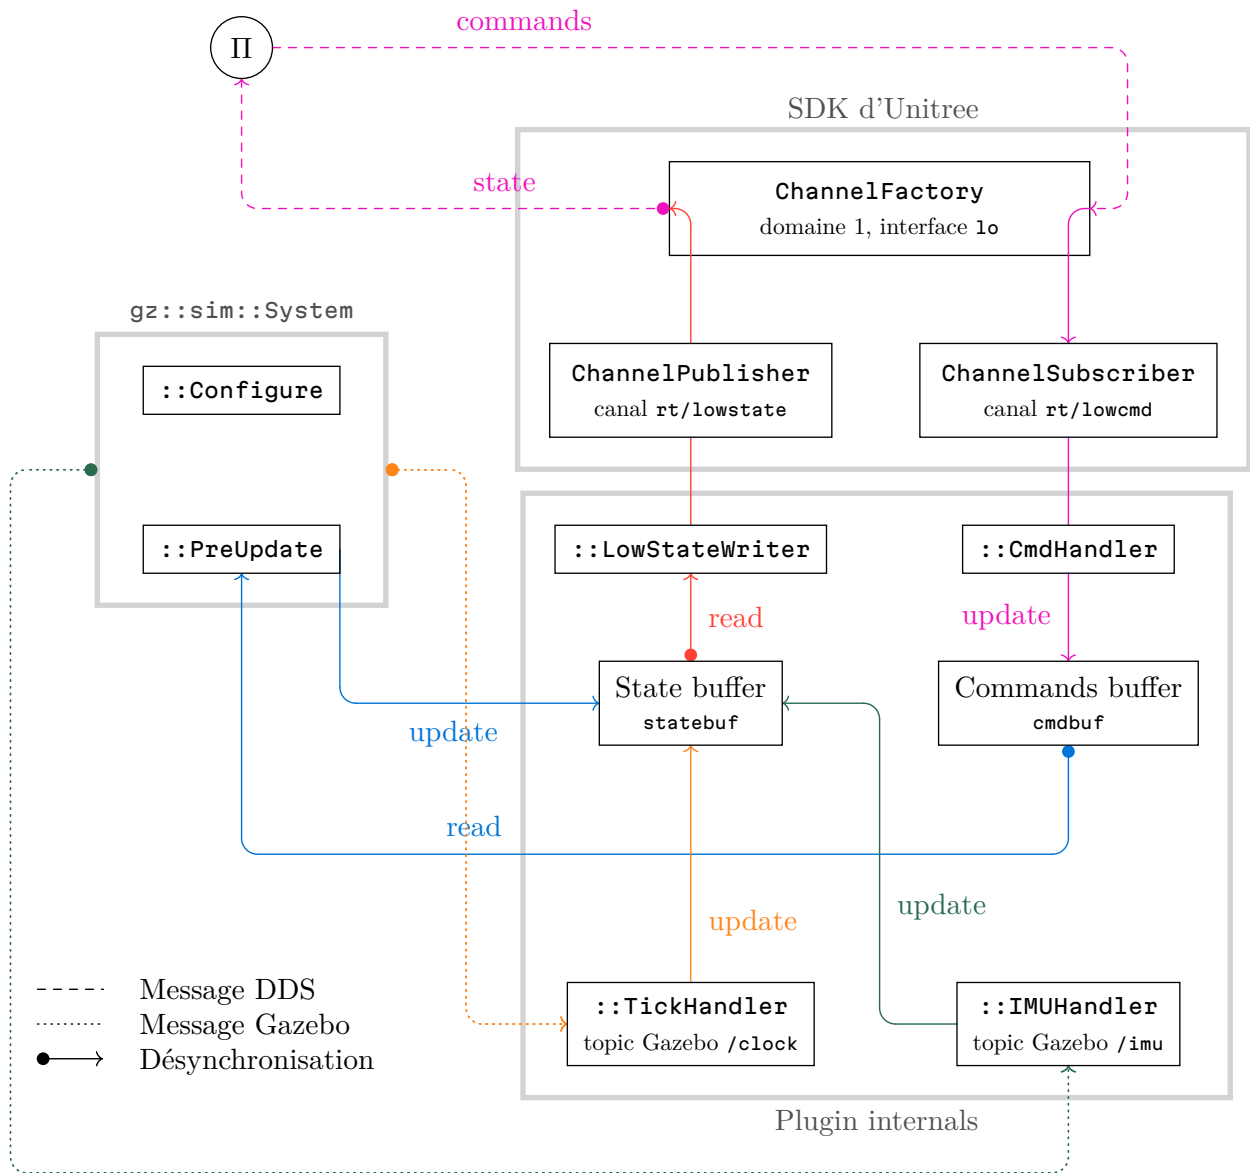 commands
Π
SDK d'Unitree
state
ChannelFactory
domaine 1, interface lo
gz::sim::System
::Configure
ChannelPublisher
canal rt/lowstate
ChannelSubscriber
canal rt/lowcmd
::PreUpdate
::LowStateWriter
::CmdHandler
read
update
State buffer
statebuf
Commands buffer
cmdbuf
update
read
update
update
Message DDS
Message Gazebo
Désynchronisation
::TickHandler
topic Gazebo /clock
::IMUHandler
topic Gazebo /imu
Plugin internals